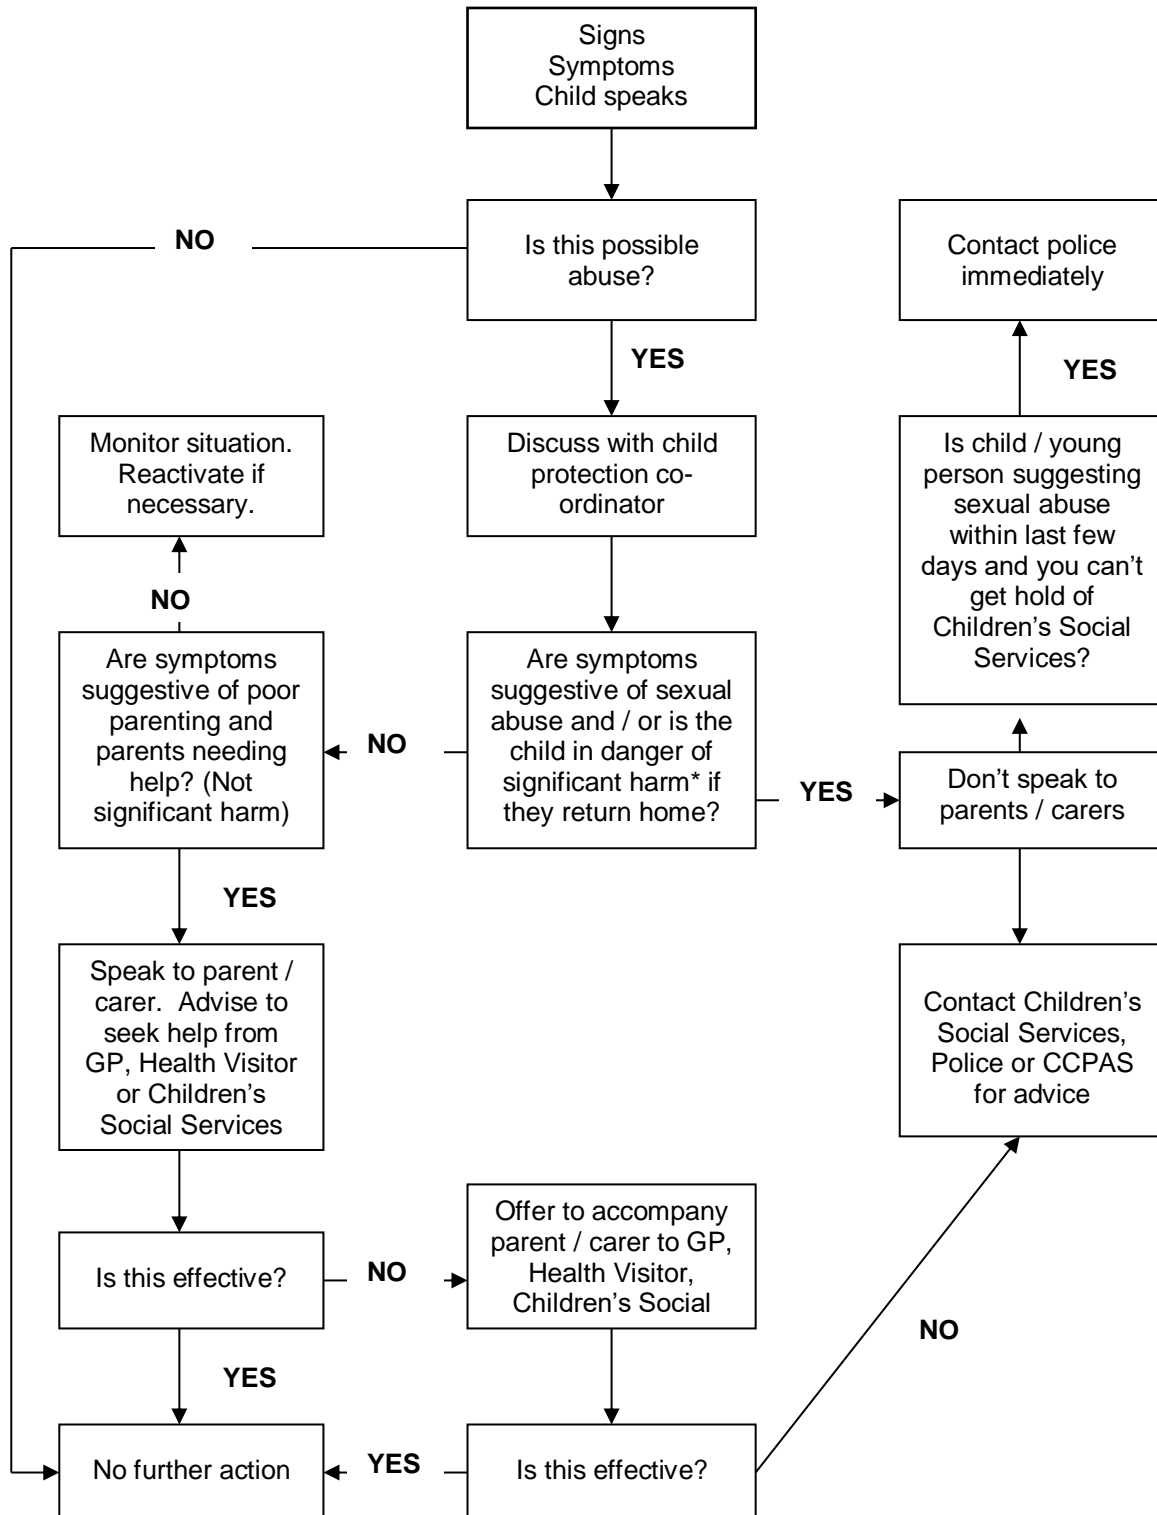 Signs
Symptoms
Child speaks
NO
Is this possible
abuse?
Contact police
immediately
YES
YES
Monitor situation.
Reactivate if
necessary.
Discuss with child
protection co-
ordinator
Is child / young
person suggesting
sexual abuse
within last few
days and you can't
get hold of
Children's Social
Services?
NO
Are symptoms
suggestive of poor
parenting and
parents needing
help? (Not
significant harm)
NO
Are symptoms
suggestive of sexual
abuse and / or is the
child in danger of
significant harm* if
they return home?
YES
Don’t speak to
parents / carers
YES
Speak to parent /
carer.  Advise to
seek help from
GP, Health Visitor
or Children’s
Social Services
Contact Children’s
Social Services,
Police or CCPAS
for advice
Is this effective?
NO
Offer to accompany
parent / carer to GP,
Health Visitor,
Children’s Social
NO
YES
No further action
YES
Is this effective?